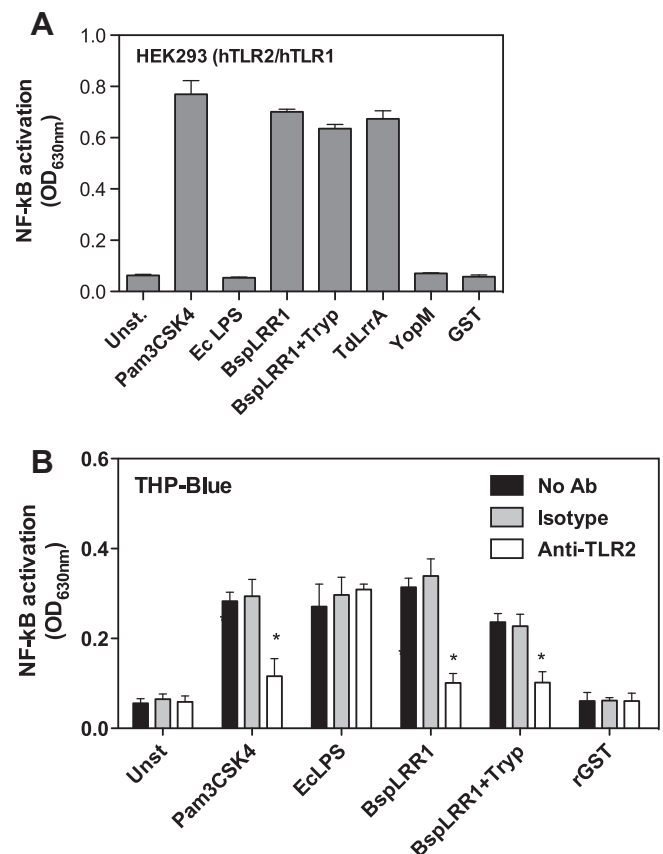 A
HEK293 (hTLR2/hTLR1
NF-kB activation
(OD630nm)
1.0
0.8
0.6
0.4
0.2
0.0
Unst.
Pam3CSK4
Ec LPS
BspLRR1
BspLRR1+Tryp
TdLrrA
YopM
GST
B
THP-Blue
No Ab
Isotype
Anti-TLR2
NF-kB activation
(OD630nm)
0.6
0.4
0.2
0.0
*
*
*
Unst
Pam3CSK4
EcLPS
BspLRR1
BspLRR1+Tryp
rGST